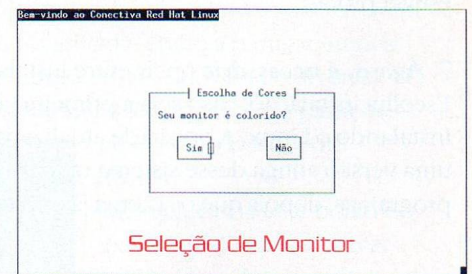 Bem-vindo ao Conectiva Red Hat Linux
Escolha de Cores
Seu monitor é colorido?
Sim
Não
Seleção de Monitor